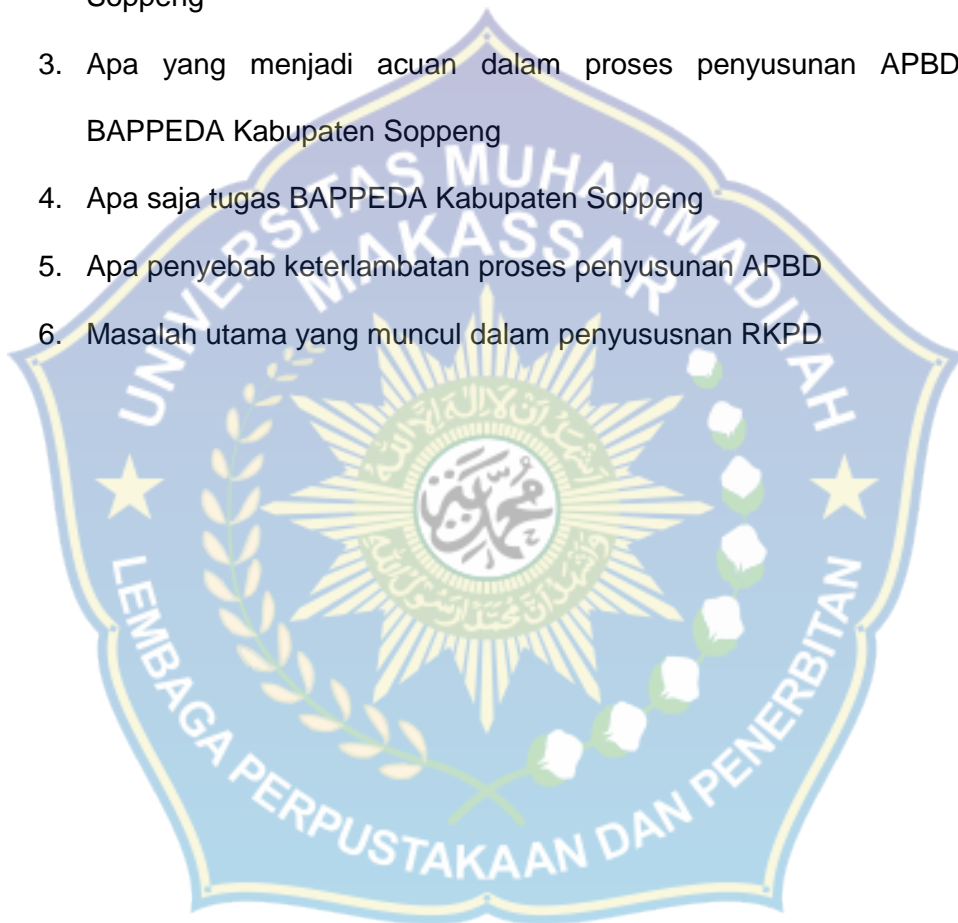 Soppeng
3. Apa yang menjadi acuan dalam proses penyusunan APBD
BAPPEDA Kabupaten Soppeng
4. Apa saja tugas BAPPEDA Kabupaten Soppeng
5. Apa penyebab keterlambatan proses penyusunan APBD
6. Masalah utama yang muncul dalam penyususnan RKPD
UNIVERSITAS MUHAMMADIYAH
MAKASSAR
LEMBAGA PERPUSTAKAAN DAN PENERBITAN